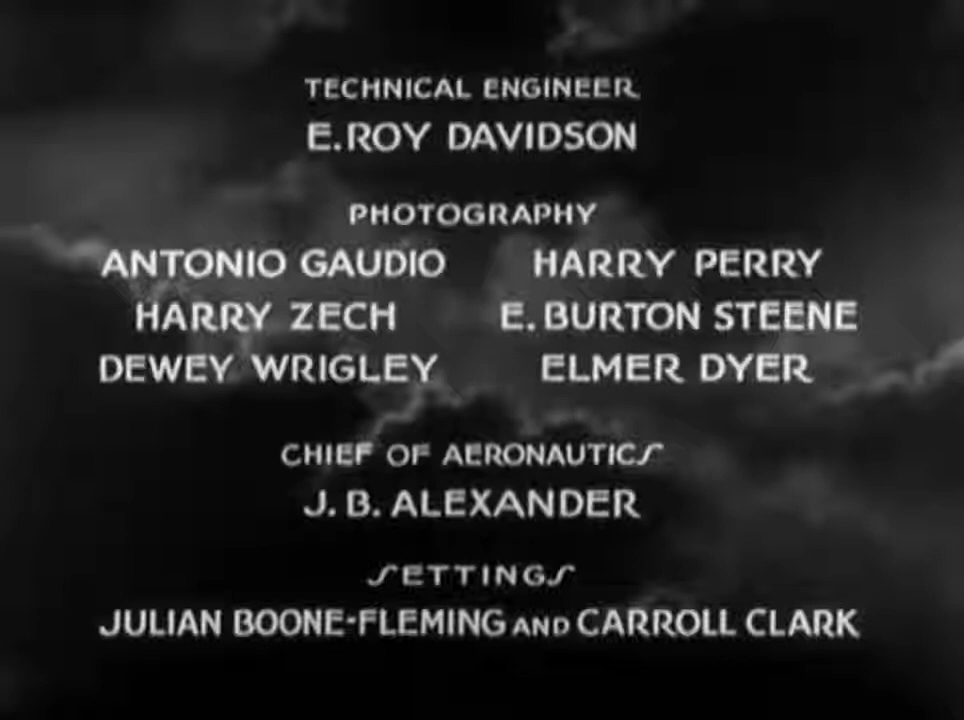 TECHNICAL ENGINEER
E. ROY DAVIDSON
PHOTOGRAPHY
ANTONIO GAUDIO HARRY PERRY
HARRY ZECH E. BURTON STEENE
DEWEY WRIGLEY ELMER DYER
CHIEF OF AERONAUTICS
J. B. ALEXANDER
SETTINGS
JULIAN BOONE-FLEMING AND CARROLL CLARK